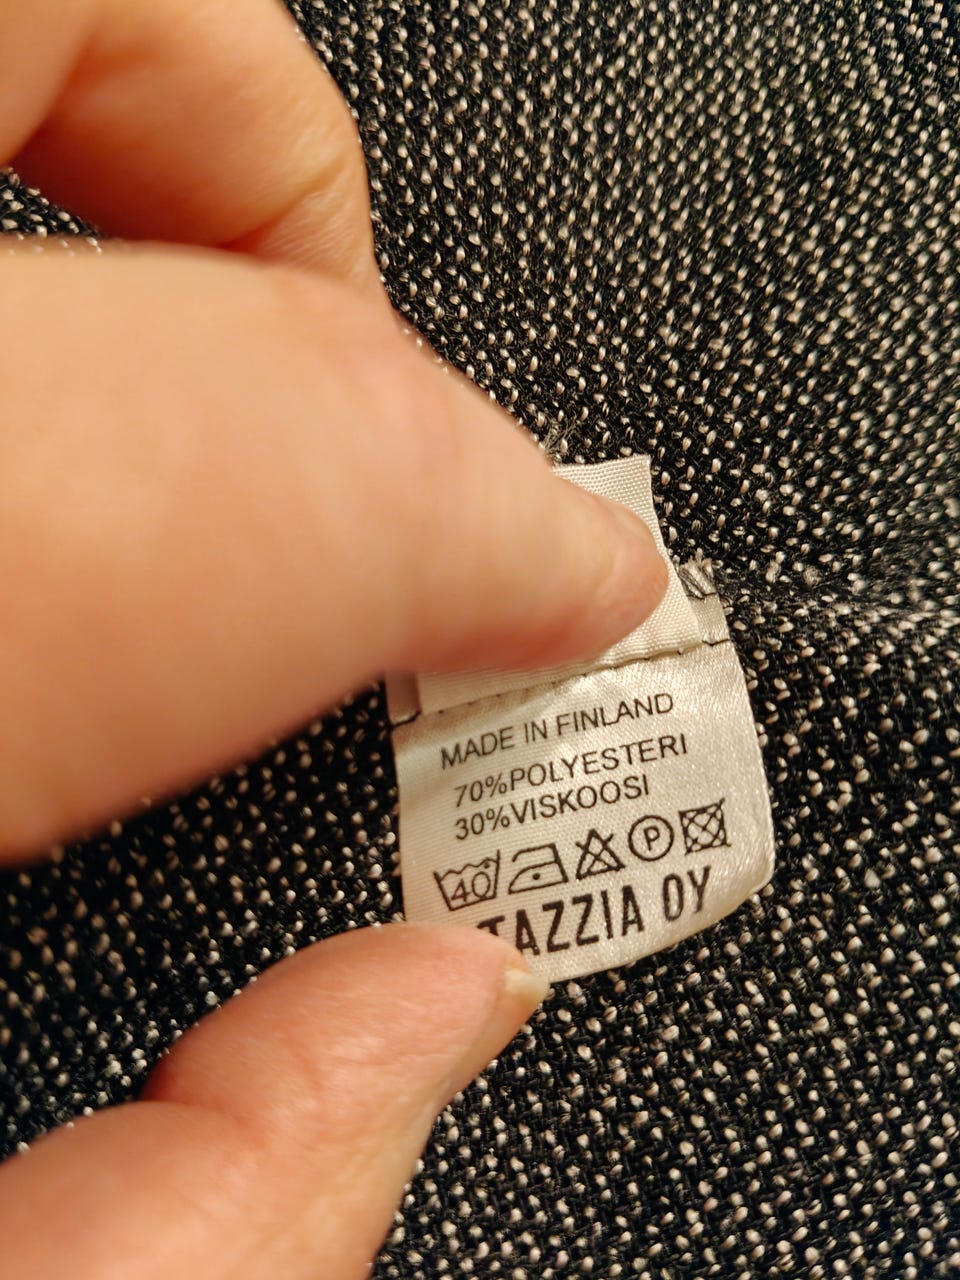 MADE IN FINLAND
70%POLYESTERI
30%VISKOOSI
40 P
TAZZIA OY